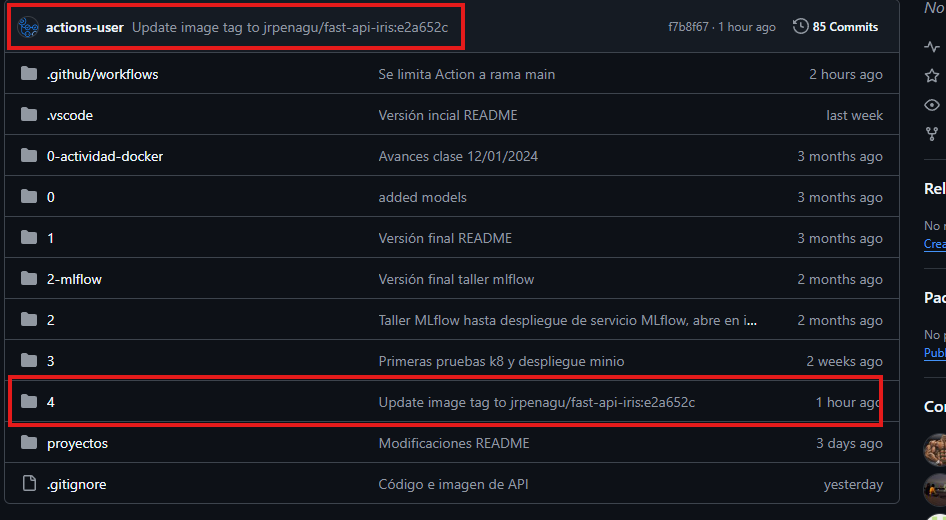 No
actions-user Update image tag to jrpenagu/fast-api-iris:e2a652c f7b8f67 · 1 hour ago 85 Commits
.github/workflows Se limita Action a rama main 2 hours ago
.vscode Versión incial README last week
0-actividad-docker Avances clase 12/01/2024 3 months ago
0 added models 3 months ago
Rel
1 Versión final README 3 months ago
No r
Crea
2-mlflow Versión final taller mlflow 2 months ago
Pac
2 Taller MLflow hasta despliegue de servicio MLflow, abre en i... 2 months ago
No p
Publ
3 Primeras pruebas k8 y despliegue minio 2 weeks ago
4 Update image tag to jrpenagu/fast-api-iris:e2a652c 1 hour ago
Con
proyectos Modificaciones README 3 days ago
.gitignore Código e imagen de API yesterday